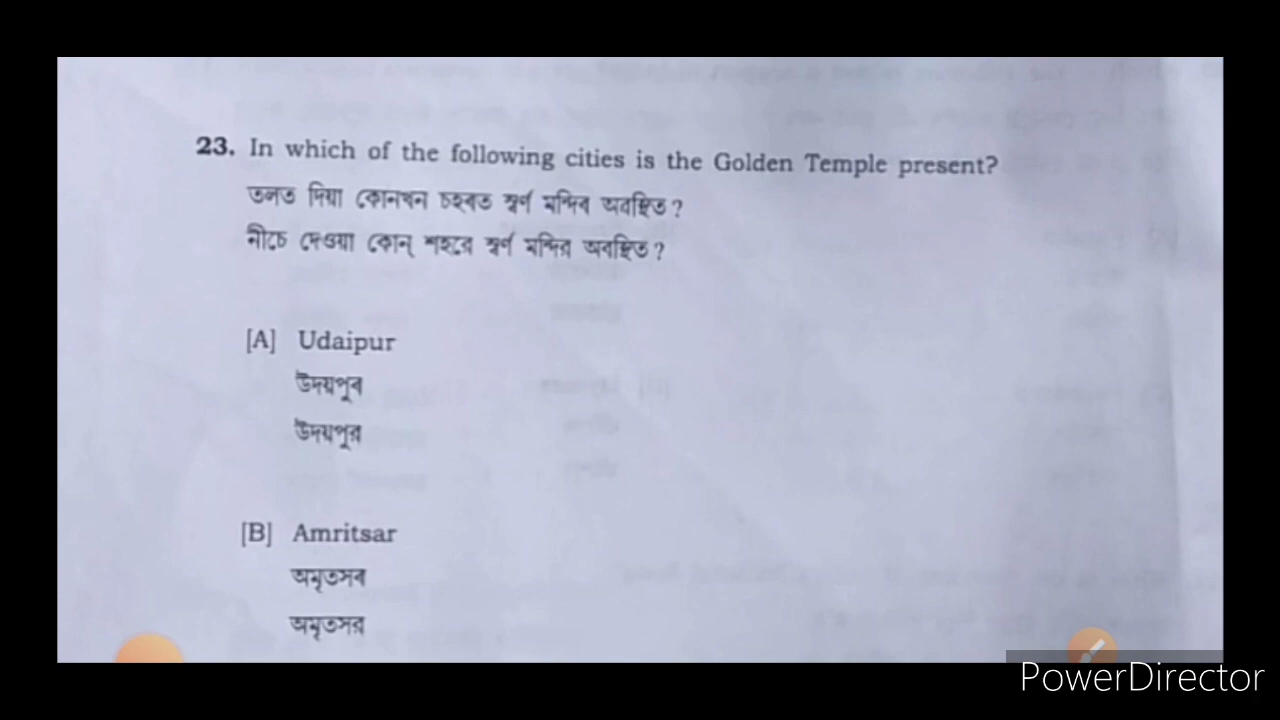 23. In which of the following cities is the Golden Temple present?
তলত দিয়া কোনখন চহৰত স্বৰ্ণ মন্দিৰ অৱস্থিত ?
নীচে দেওয়া কোন্ শহরে স্বর্ণ মন্দির অবস্থিত ?
[A] Udaipur
উদয়পুৰ
উদয়পুর
[B] Amritsar
অমৃতসৰ
অমৃতসর
PowerDirector